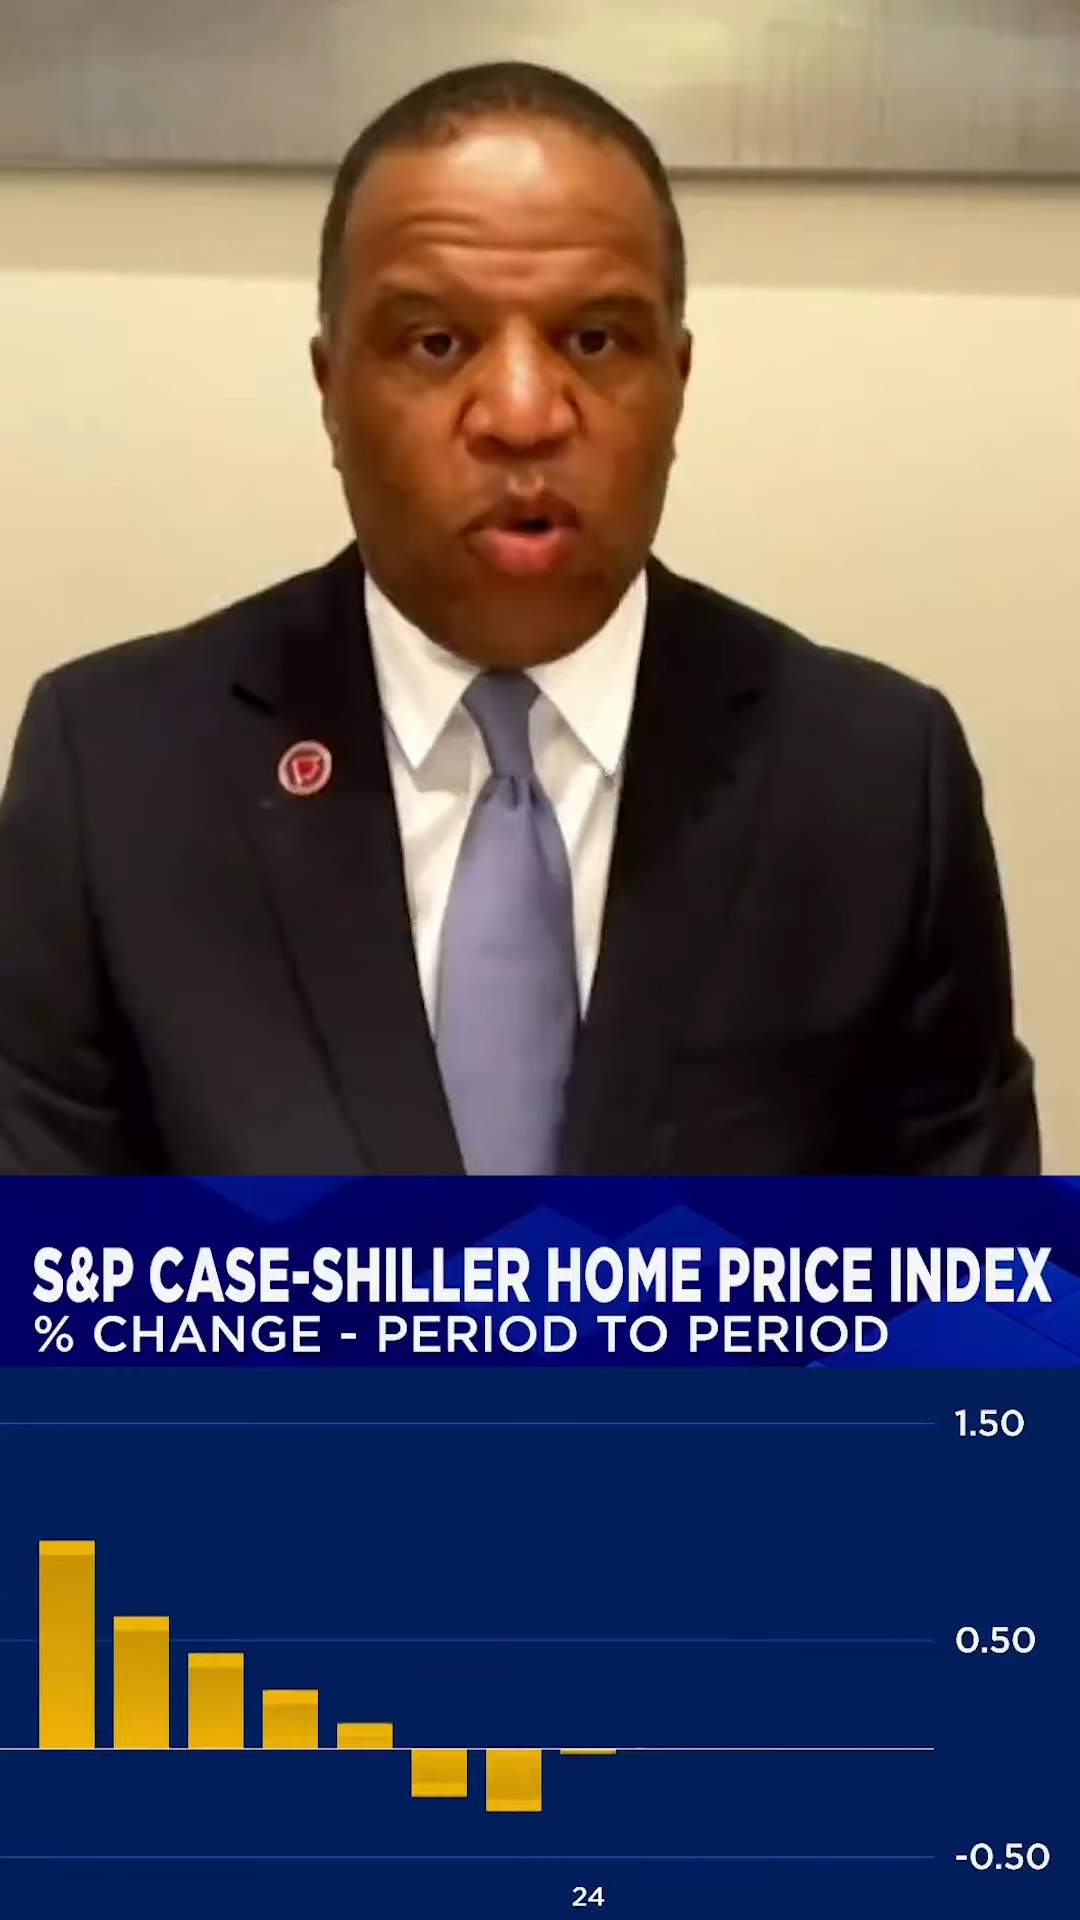 S&P CASE-SHILLER HOME PRICE INDEX
% CHANGE - PERIOD TO PERIOD
1.50
0.50
-0.50
24